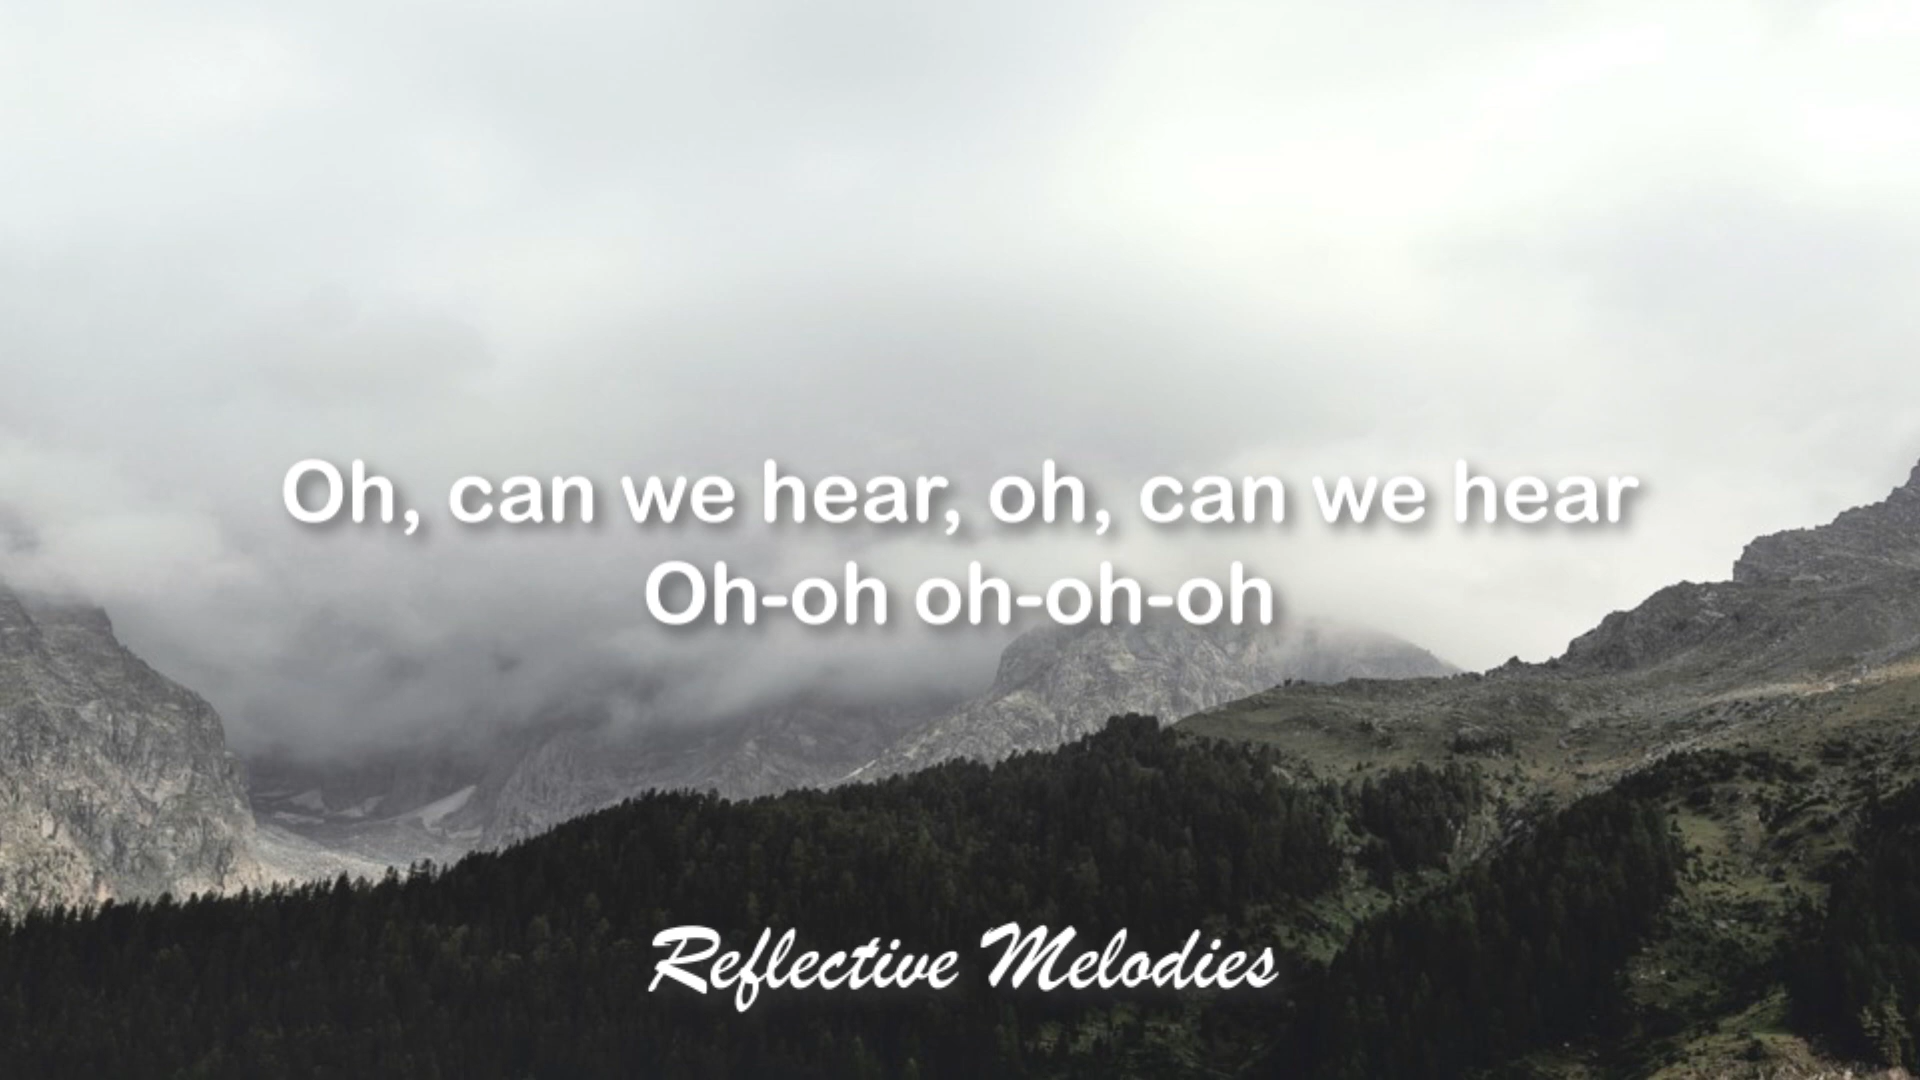 Oh, can we hear, oh, can we hear
Oh-oh oh-oh-oh
Reflective Melodies